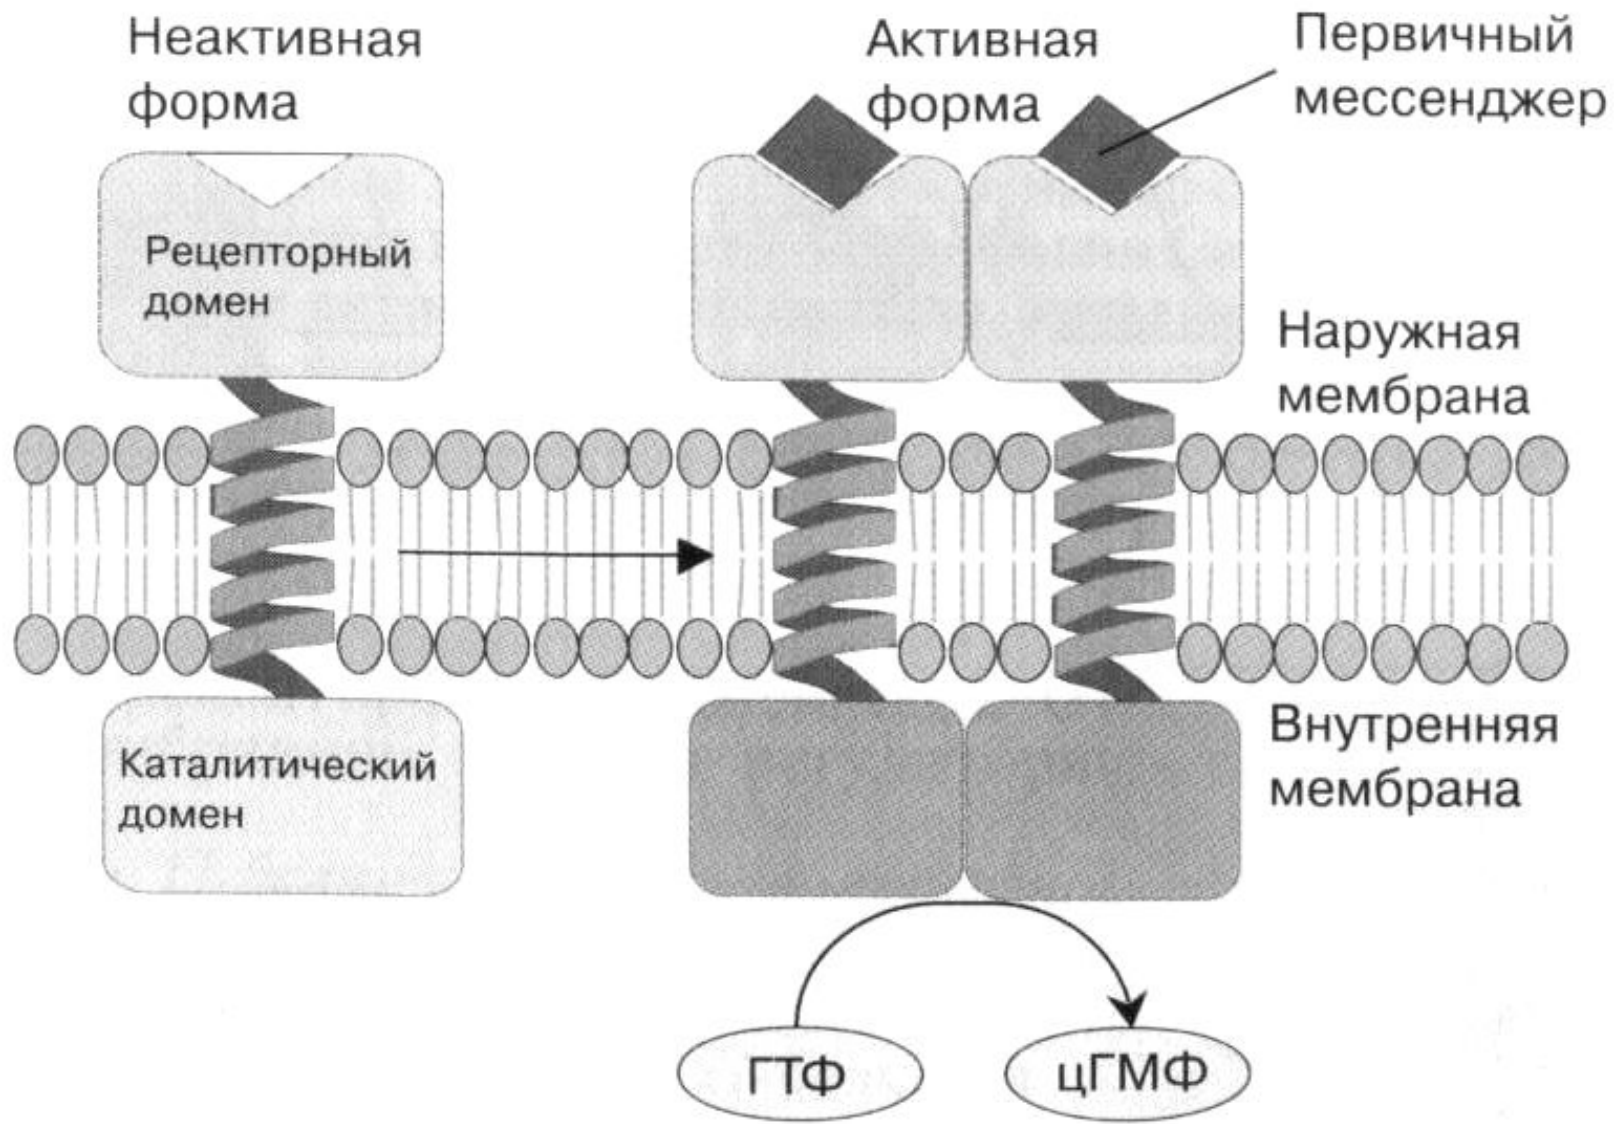 Неактивная
форма
Активная
форма
Первичный
мессенджер
Рецепторный
домен
Наружная
мембрана
Каталитический
домен
Внутренняя
мембрана
ГТФ
цГМФ